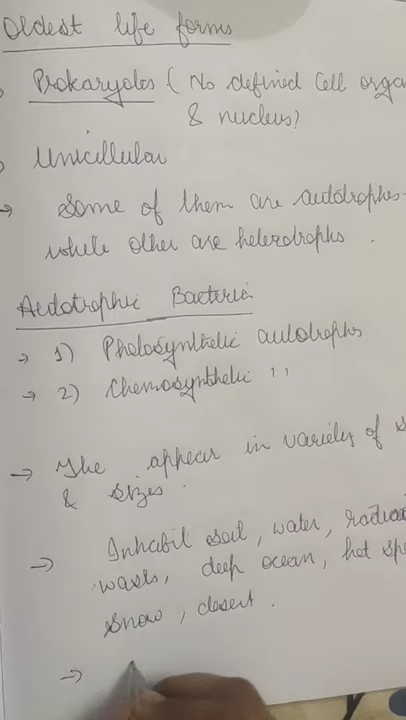 Oldest life forms
Prokaryotes ( No defined cell orga
& nucleus)
Unicellular
→ Some of them are autotrophes
while other are heterotrophs .
Autotrophic Bacteria
→ 1) Photosynthetic autotrophs
→ 2) Chemosynthetic "
→ The appear in variety of s
& sizes .
→ Inhabit soil , water, radioa
waste, deep ocean, hot sp
snow , desert .
→